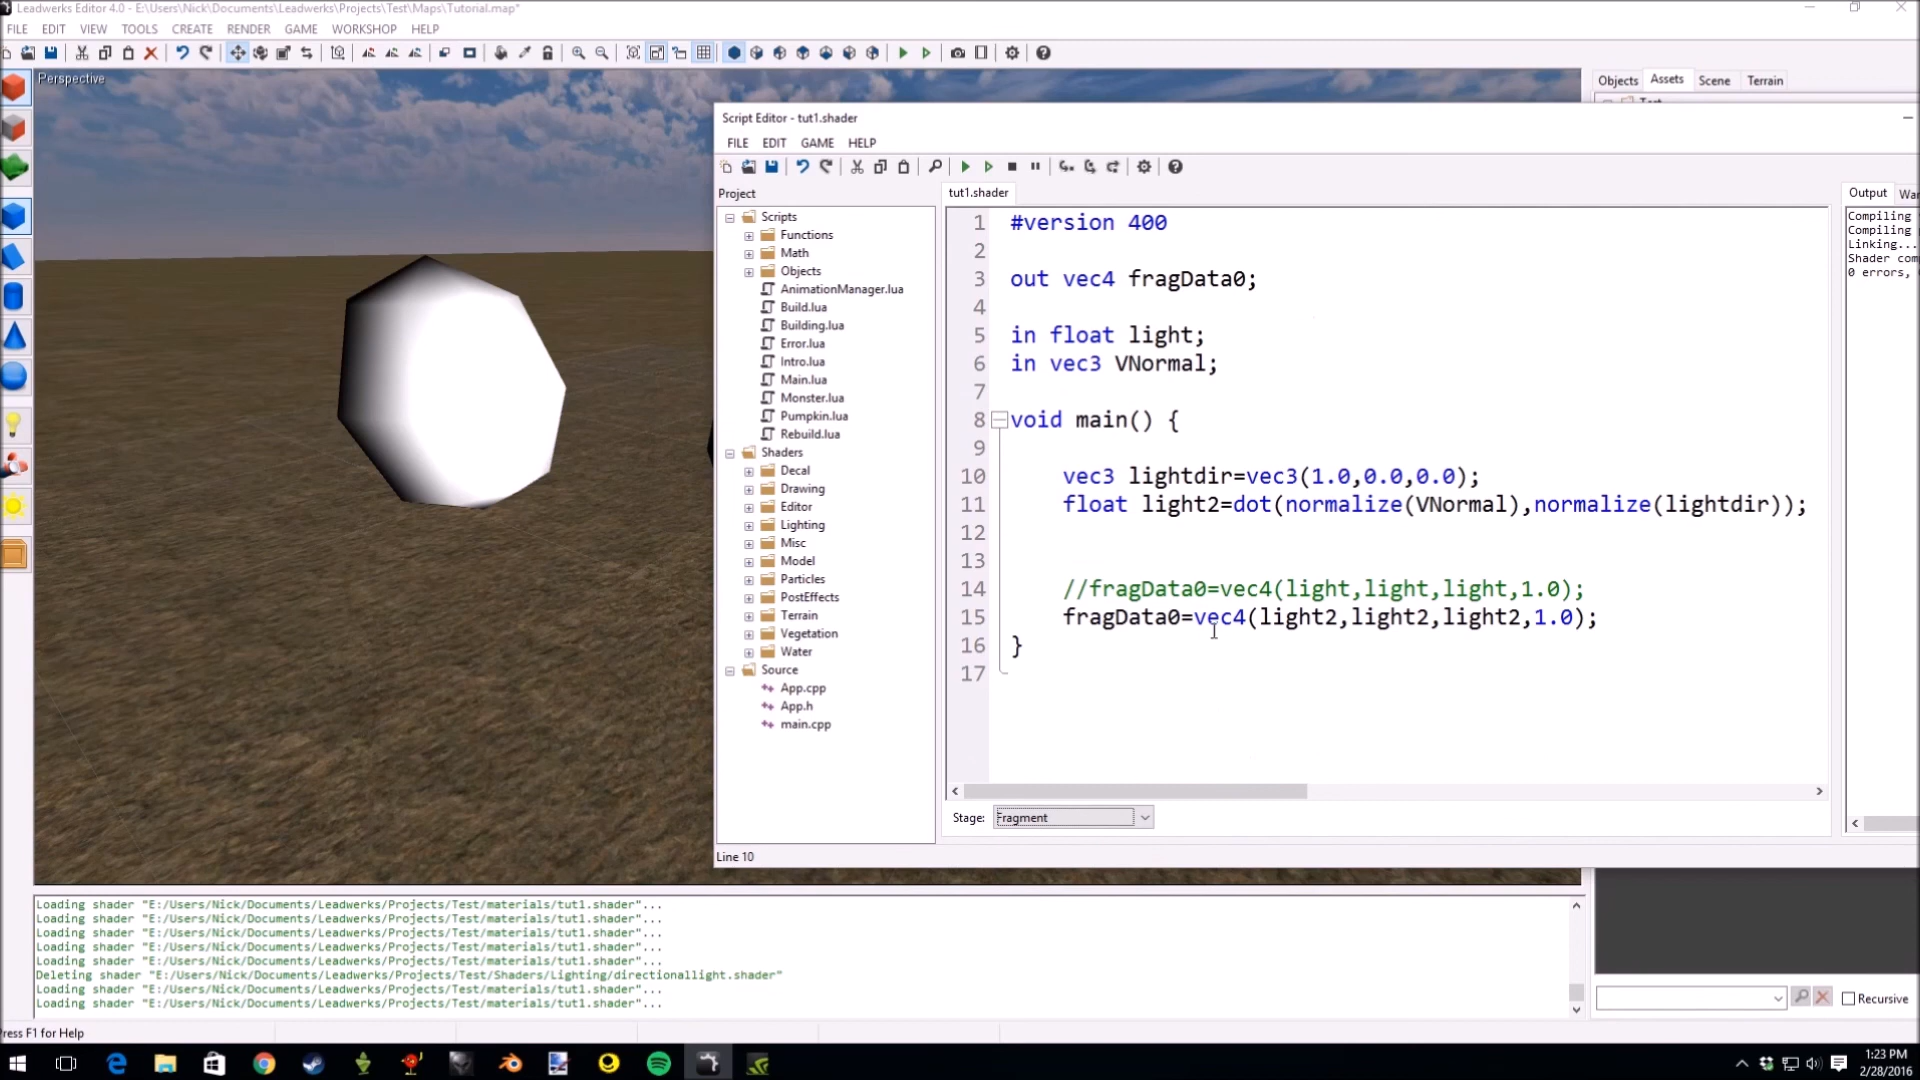 Leadwerks Editor 4.0 - E:\Users\Nick\Documents\Leadwerks\Projects\Test\Maps\Tutorial.map*
FILE EDIT VIEW TOOLS CREATE RENDER GAME WORKSHOP HELP
Perspective
Objects Assets Scene Terrain
Script Editor - tut1.shader
FILE EDIT GAME HELP
Project
Scripts
Functions
Math
Objects
AnimationManager.lua
Build.lua
Building.lua
Error.lua
Intro.lua
Main.lua
Monster.lua
Pumpkin.lua
Rebuild.lua
Shaders
Decal
Drawing
Editor
Lighting
Misc
Model
Particles
PostEffects
Terrain
Vegetation
Water
Source
App.cpp
App.h
main.cpp
tut1.shader
1 #version 400
2
3 out vec4 fragData0;
4
5 in float light;
6 in vec3 VNormal;
7
8 void main() {
9
10 vec3 lightdir=vec3(1.0,0.0,0.0);
11 float light2=dot(normalize(VNormal),normalize(lightdir));
12
13
14 //fragData0=vec4(light,light,light,1.0);
15 fragData0=vec4(light2,light2,light2,1.0);
16 }
17
Stage: Fragment
Line 10
Output
Compiling
Compiling
Linking...
0 errors,
Loading shader "E:/Users/Nick/Documents/Leadwerks/Projects/Test/materials/tut1.shader"...
Loading shader "E:/Users/Nick/Documents/Leadwerks/Projects/Test/materials/tut1.shader"...
Loading shader "E:/Users/Nick/Documents/Leadwerks/Projects/Test/materials/tut1.shader"...
Loading shader "E:/Users/Nick/Documents/Leadwerks/Projects/Test/materials/tut1.shader"...
Loading shader "E:/Users/Nick/Documents/Leadwerks/Projects/Test/materials/tut1.shader"...
Deleting shader "E:/Users/Nick/Documents/Leadwerks/Projects/Test/Shaders/Lighting/directionallight.shader"
Loading shader "E:/Users/Nick/Documents/Leadwerks/Projects/Test/materials/tut1.shader"...
Loading shader "E:/Users/Nick/Documents/Leadwerks/Projects/Test/materials/tut1.shader"...
Recursive
Press F1 for Help
1:23 PM
2/28/2016